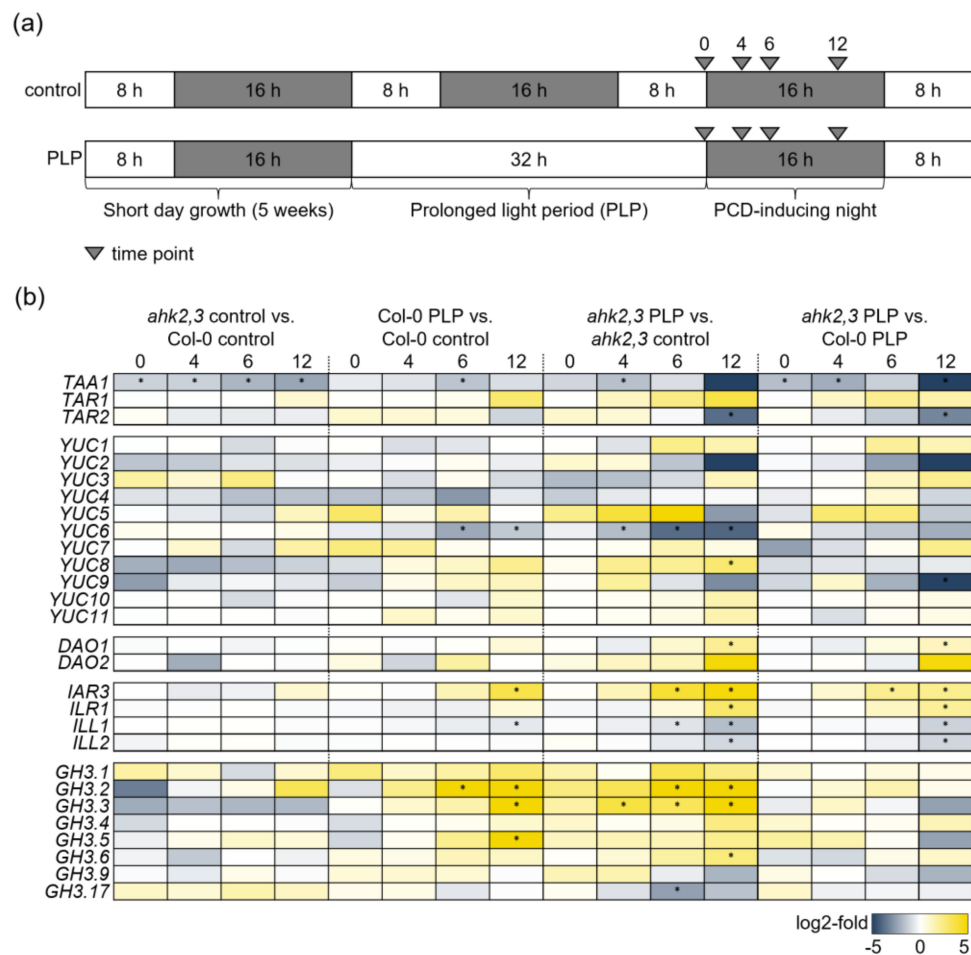 (a)
0 4 6 12
control 8 h 16 h 8 h 16 h 8 h 16 h 8 h
PLP 8 h 16 h 32 h 16 h 8 h
Short day growth (5 weeks) Prolonged light period (PLP) PCD-inducing night
time point
(b)
ahk2,3 control vs. Col-0 PLP vs. ahk2,3 PLP vs. ahk2,3 PLP vs.
Col-0 control Col-0 control ahk2,3 control Col-0 PLP
0 4 6 12 0 4 6 12 0 4 6 12 0 4 6 12
TAA1 * * * * * * * * *
TAR1
TAR2 * *
YUC1
YUC2
YUC3
YUC4
YUC5
YUC6 * * * * *
YUC7
YUC8 *
YUC9 *
YUC10
YUC11
DAO1 * *
DAO2
IAR3 * * * * *
ILR1 * *
ILL1 * * * *
ILL2 * *
GH3.1
GH3.2 * * * *
GH3.3 * * * *
GH3.4
GH3.5 *
GH3.6 *
GH3.9
GH3.17 *
log2-fold
-5 0 5